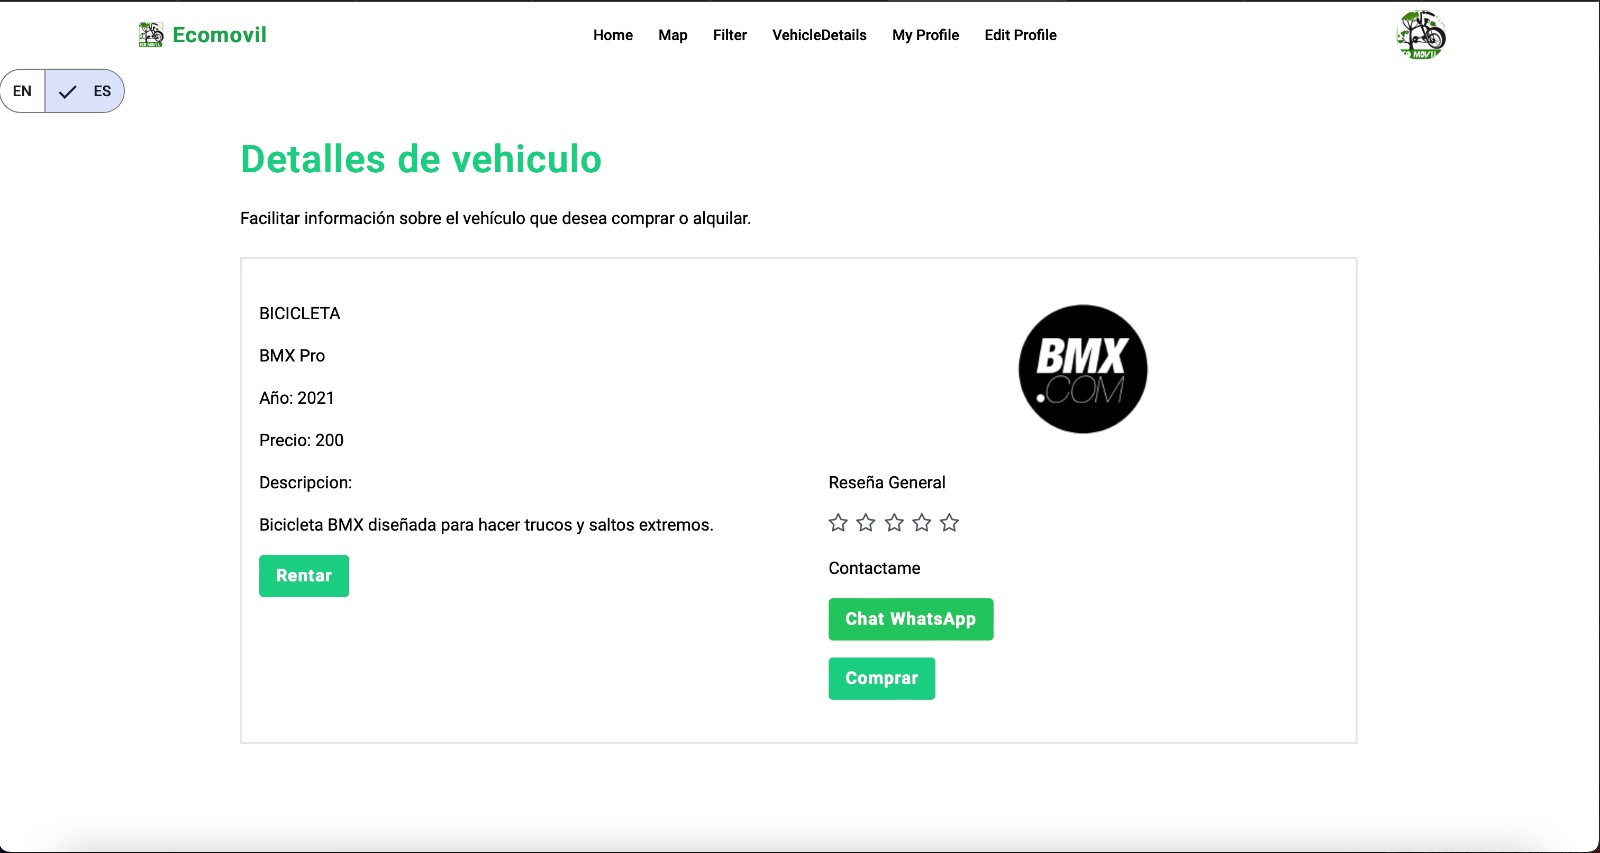 Ecomovil
Home Map Filter VehicleDetails My Profile Edit Profile
EN ES
Detalles de vehiculo
Facilitar información sobre el vehículo que desea comprar o alquilar.
BICICLETA
BMX Pro
Año: 2021
Precio: 200
Descripcion:
Bicicleta BMX diseñada para hacer trucos y saltos extremos.
Rentar
BMX
.COM
Reseña General
Contactame
Chat WhatsApp
Comprar